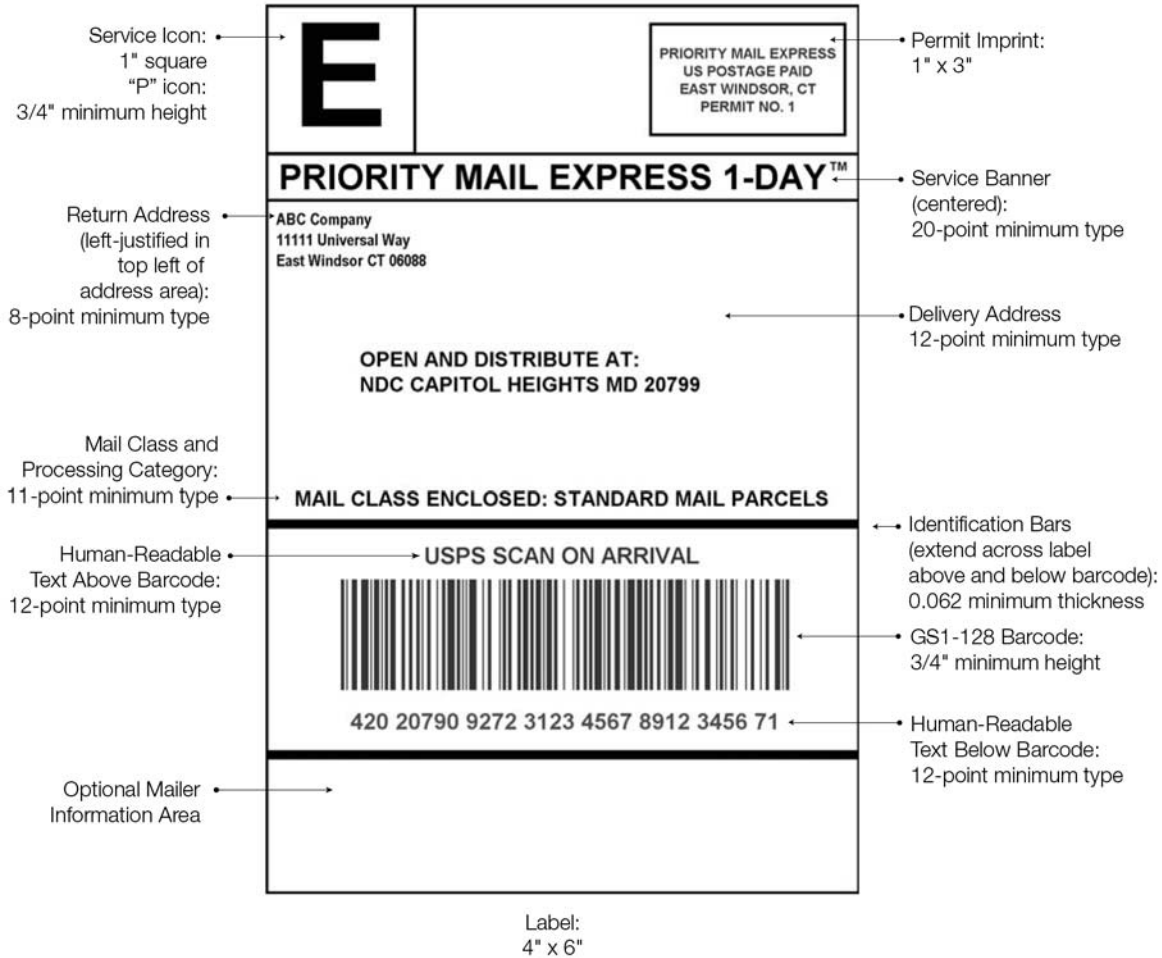 Service Icon:
1" square
“P” icon:
3/4" minimum height
E
PRIORITY MAIL EXPRESS
US POSTAGE PAID
EAST WINDSOR, CT
PERMIT NO. 1
Permit Imprint:
1" x 3"
PRIORITY MAIL EXPRESS 1-DAY™
Service Banner
(centered):
20-point minimum type
Return Address
(left-justified in
top left of
address area):
8-point minimum type
ABC Company
11111 Universal Way
East Windsor CT 06088
Delivery Address
12-point minimum type
OPEN AND DISTRIBUTE AT:
NDC CAPITOL HEIGHTS MD 20799
Mail Class and
Processing Category:
11-point minimum type
MAIL CLASS ENCLOSED: STANDARD MAIL PARCELS
Identification Bars
(extend across label
above and below barcode):
0.062 minimum thickness
Human-Readable
Text Above Barcode:
12-point minimum type
USPS SCAN ON ARRIVAL
GS1-128 Barcode:
3/4" minimum height
420 20790 9272 3123 4567 8912 3456 71
Human-Readable
Text Below Barcode:
12-point minimum type
Optional Mailer
Information Area
Label:
4" x 6"